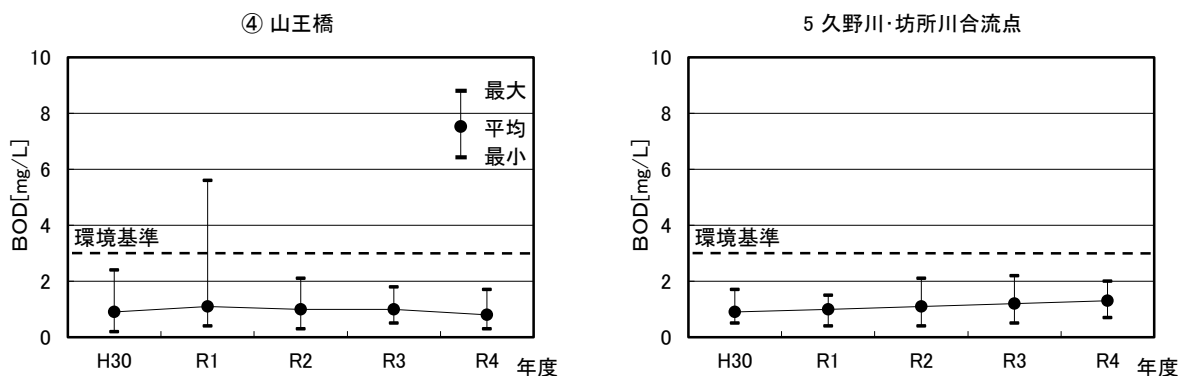 ④ 山王橋
10
8
6
4
2
0
BOD[mg/L]
最大
平均
最小
環境基準
H30 R1 R2 R3 R4 年度
5 久野川･坊所川合流点
10
8
6
4
2
0
BOD[mg/L]
環境基準
H30 R1 R2 R3 R4 年度